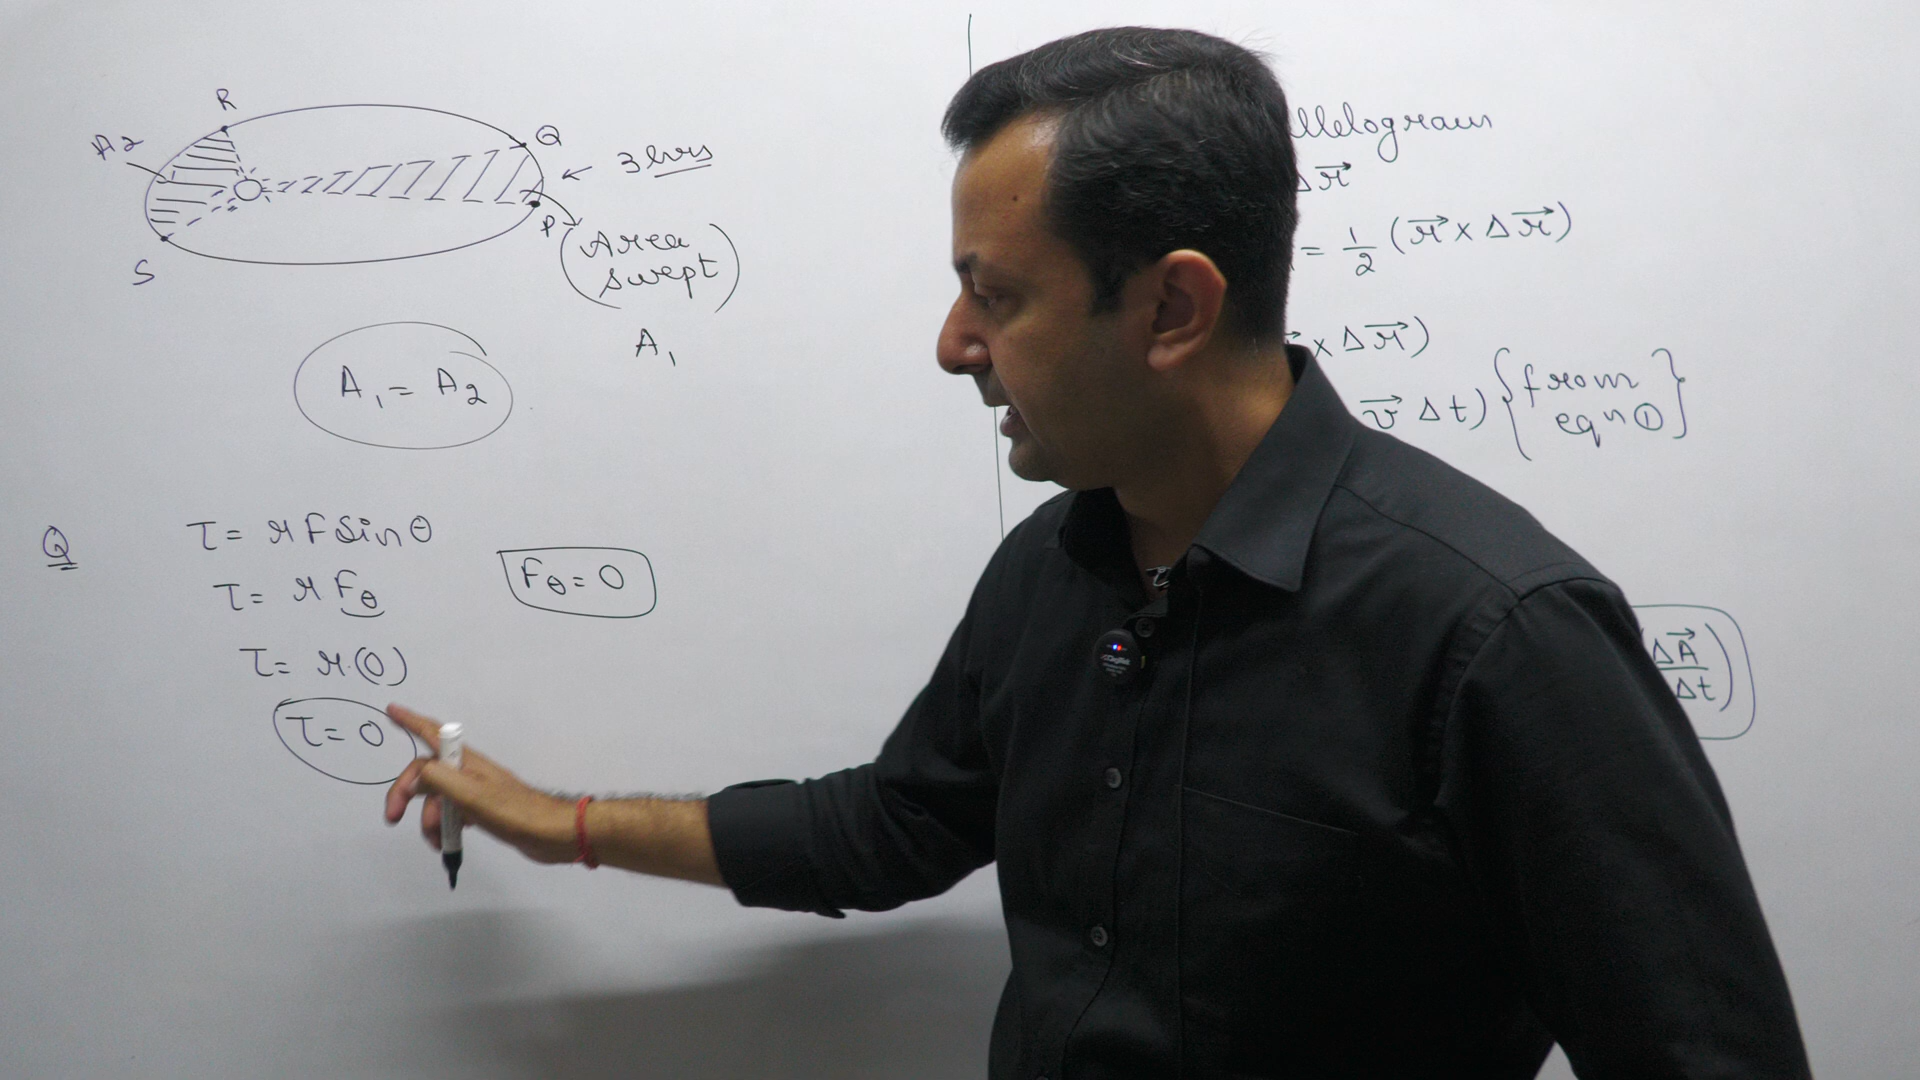 R
A2
Q
← 3 hrs
P
S
(Area
swept)
A₁
A₁ = A₂
Q
τ = r F sin θ
τ = r Fθ
Fθ = 0
τ = r.(0)
τ = 0
llelogram
Δr⃗
= 1/2 (r⃗ × Δr⃗)
× Δr⃗)
v⃗ Δt) {from
eqn ①}
(ΔA⃗/Δt)